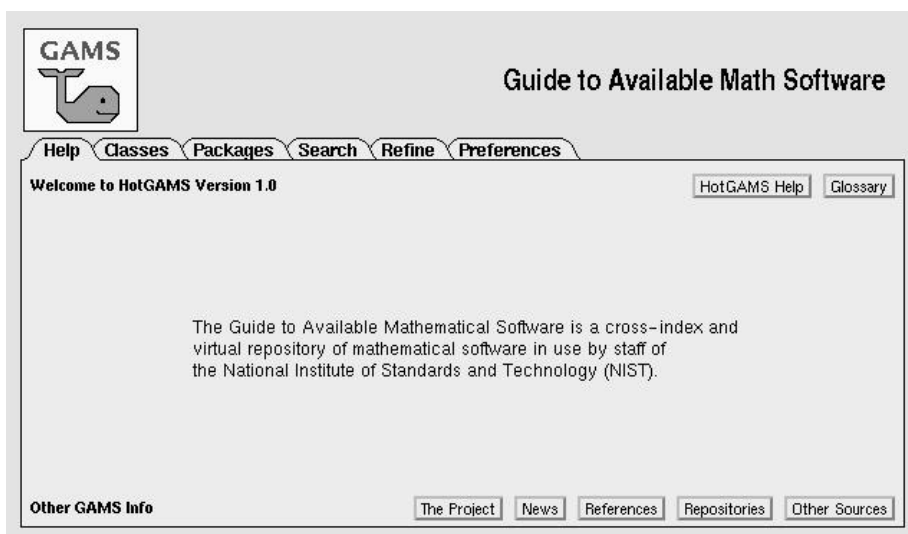 GAMS
Guide to Available Math Software
Help Classes Packages Search Refine Preferences
Welcome to HotGAMS Version 1.0 HotGAMS Help Glossary
The Guide to Available Mathematical Software is a cross-index and
virtual repository of mathematical software in use by staff of
the National Institute of Standards and Technology (NIST).
Other GAMS Info The Project News References Repositories Other Sources